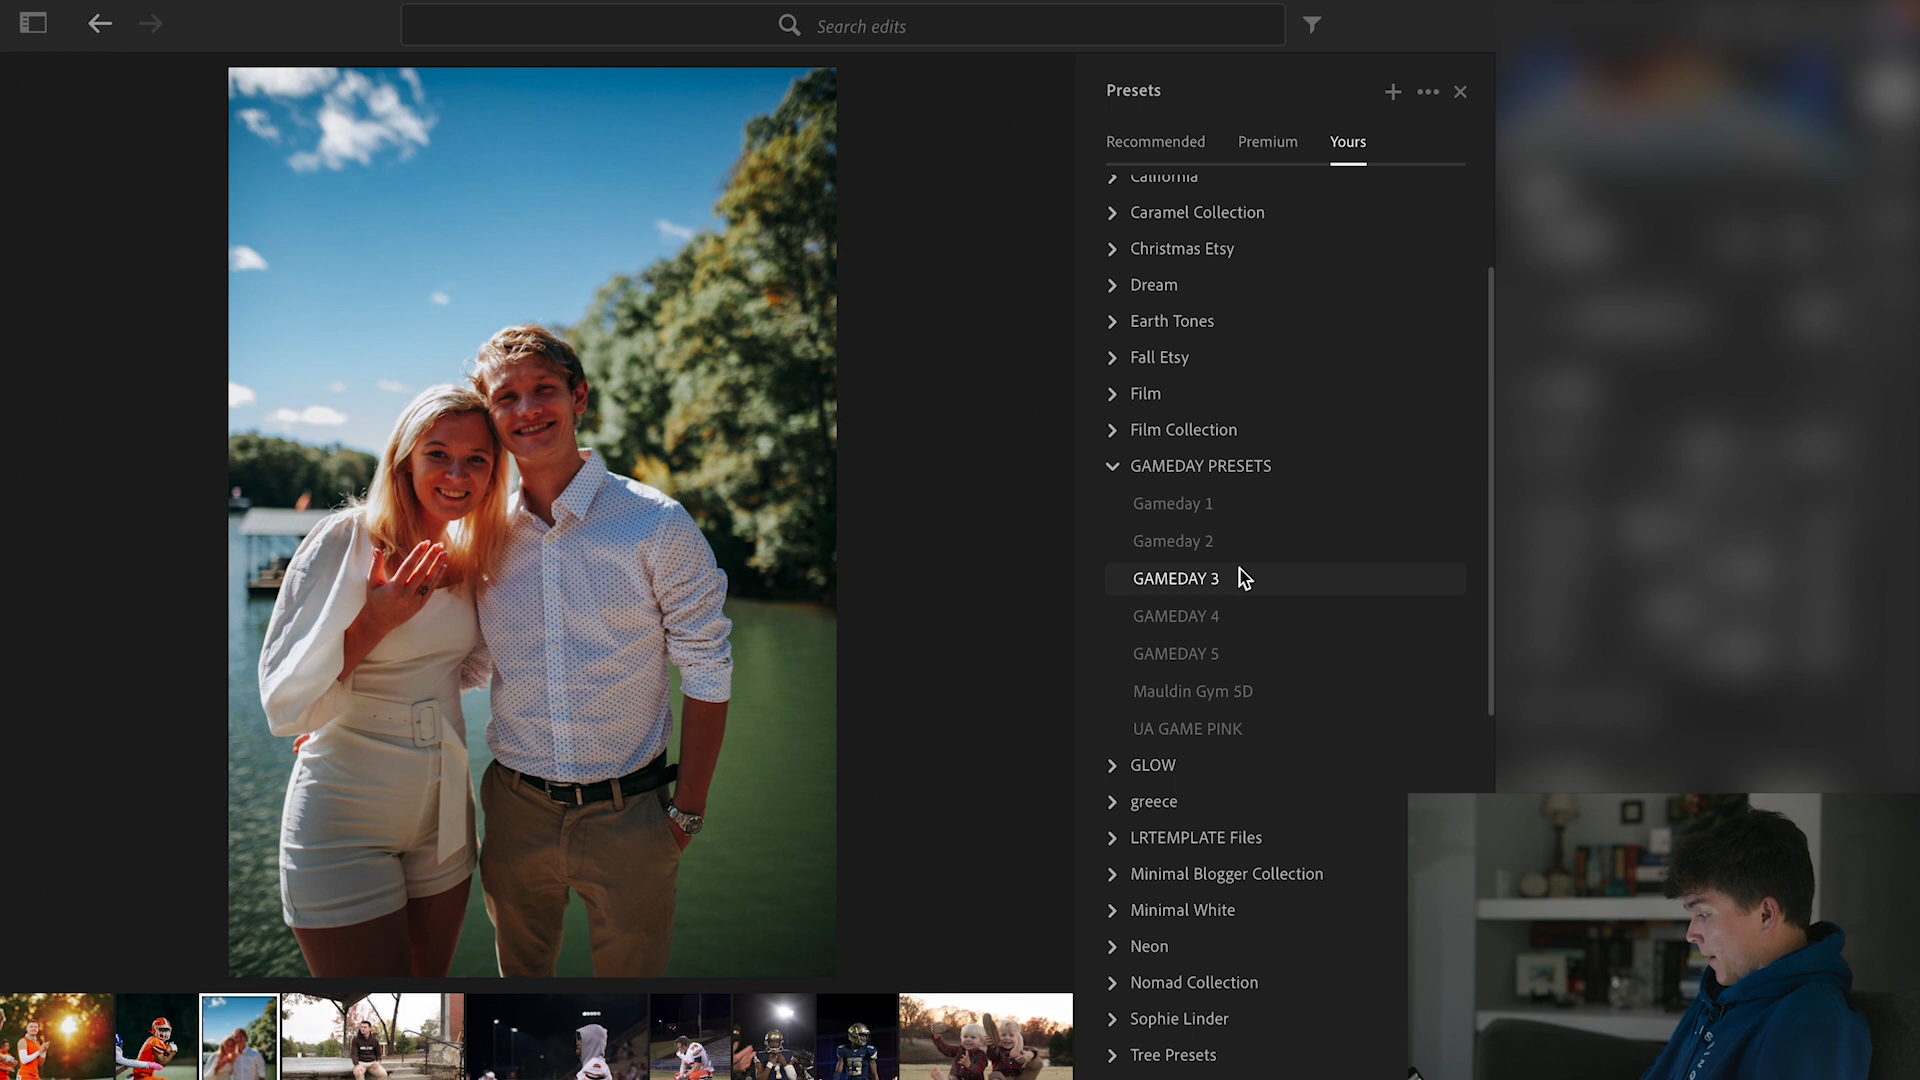 Search edits
Presets
Recommended Premium Yours
California
Caramel Collection
Christmas Etsy
Dream
Earth Tones
Fall Etsy
Film
Film Collection
GAMEDAY PRESETS
Gameday 1
Gameday 2
GAMEDAY 3
GAMEDAY 4
GAMEDAY 5
Mauldin Gym 5D
UA GAME PINK
GLOW
greece
LRTEMPLATE Files
Minimal Blogger Collection
Minimal White
Neon
Nomad Collection
Sophie Linder
Tree Presets